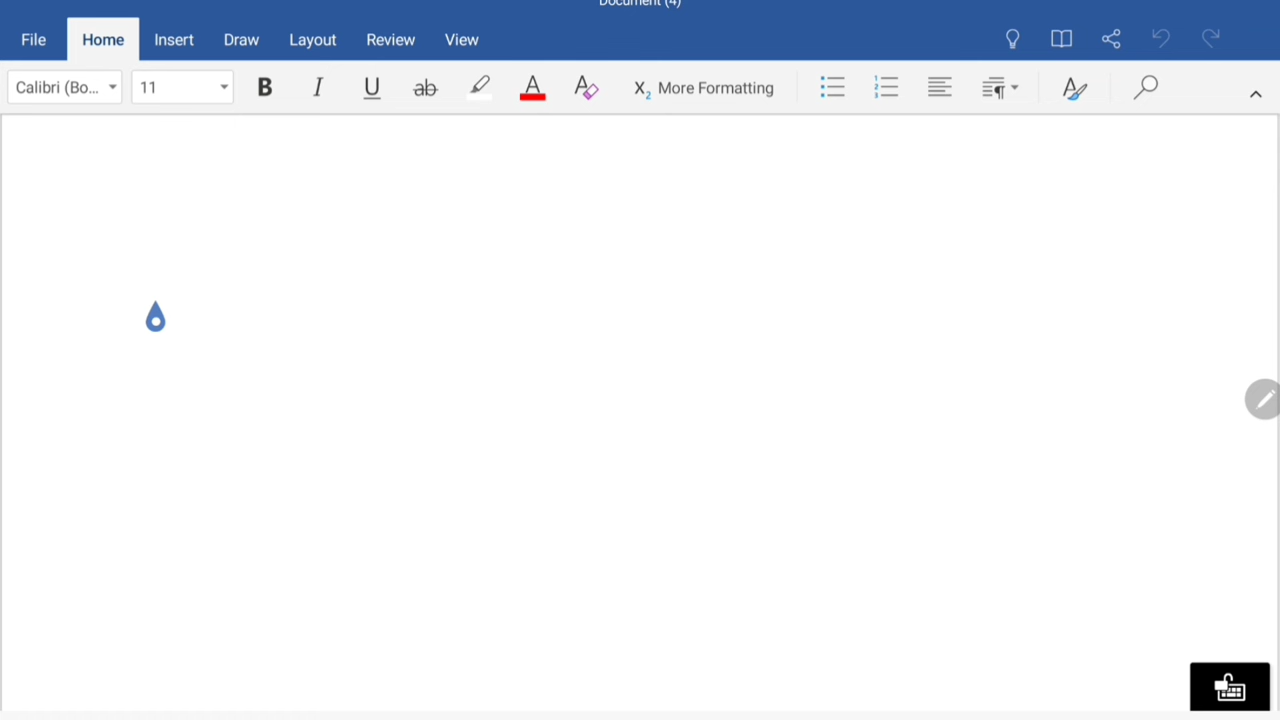 Document (4)
File Home Insert Draw Layout Review View
Calibri (Bo... 11 B I U ab A A X2 More Formatting